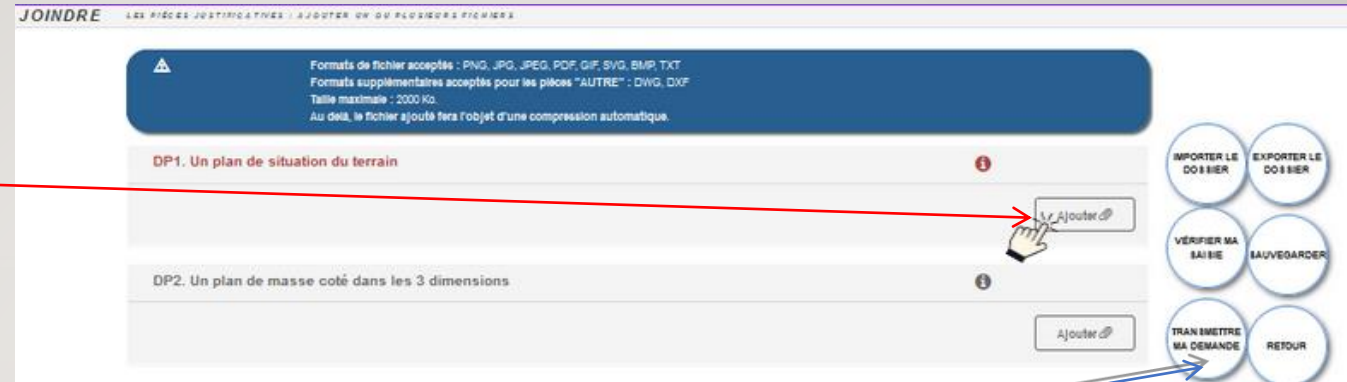 JOINDRE LES PIÈCES JUSTIFICATIVES : AJOUTER UN OU PLUSIEURS FICHIERS
Formats de fichier acceptés : PNG, JPG, JPEG, PDF, GIF, SVG, BMP, TXT
Formats supplémentaires acceptés pour les pièces "AUTRE" : DWG, DXF
Taille maximale : 2000 Ko.
Au delà, le fichier ajouté fera l'objet d'une compression automatique.
DP1. Un plan de situation du terrain
Ajouter
DP2. Un plan de masse coté dans les 3 dimensions
Ajouter
IMPORTER LE
DOSSIER
EXPORTER LE
DOSSIER
VÉRIFIER MA
SAISIE
SAUVEGARDER
TRANSMETTRE
MA DEMANDE
RETOUR